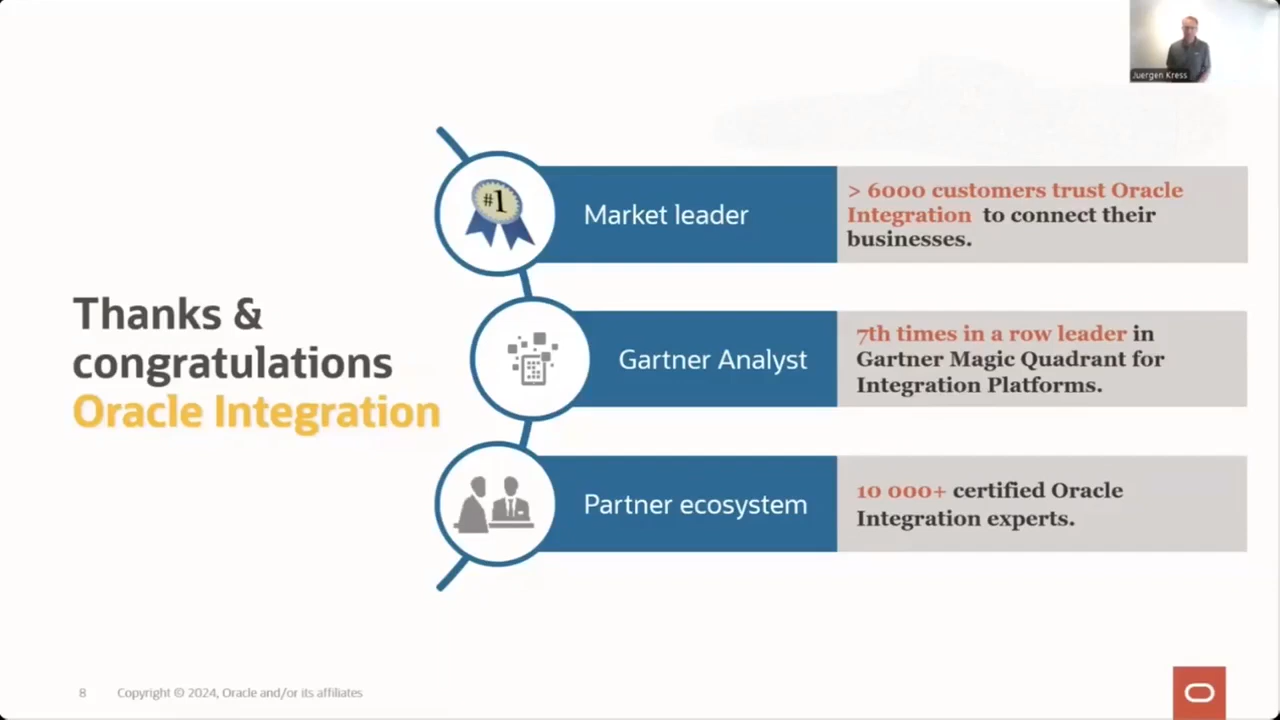 Juergen Kress
Thanks &
congratulations
Oracle Integration
#1
Market leader
> 6000 customers trust Oracle
Integration to connect their
businesses.
Gartner Analyst
7th times in a row leader in
Gartner Magic Quadrant for
Integration Platforms.
Partner ecosystem
10 000+ certified Oracle
Integration experts.
8
Copyright © 2024, Oracle and/or its affiliates